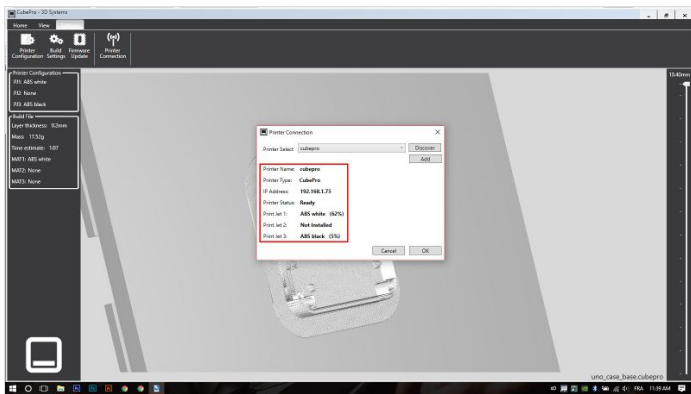 CubePro - 3D Systems
Home View
Printer Configuration
Build Settings
Firmware Update
Printer Connection
Printer Configuration
PJ1: ABS white
PJ2: None
PJ3: ABS black
Build File
Layer thickness: 0.2mm
Mass: 17.52g
Time estimate: 1:07
MAT1: ABS white
MAT2: None
MAT3: None
10.40mm
Printer Connection
Printer Select cubepro Discover
Add
Printer Name: cubepro
Printer Type: CubePro
IP Address: 192.168.1.75
Printer Status: Ready
Print Jet 1: ABS white (62%)
Print Jet 2: Not Installed
Print Jet 3: ABS black (5%)
Cancel OK
uno_case_base.cubepro
FRA 11:39 AM